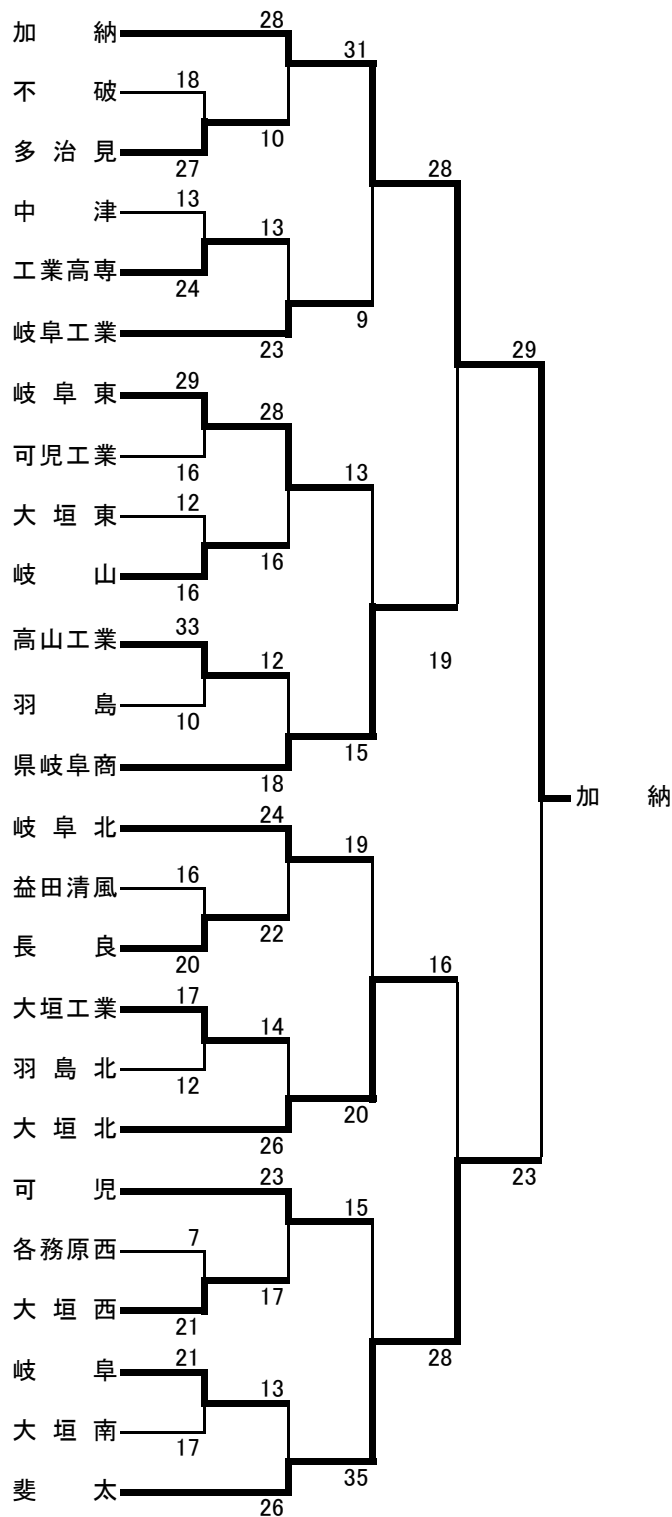 28
加納
31
18
不破
10
多治見
27
28
13
中津
13
工業高専
24
9
岐阜工業
23
29
29
岐阜東
28
可児工業
16
13
12
大垣東
16
岐山
16
33
高山工業
12
19
羽島
10
15
県岐阜商
18
加納
24
岐阜北
19
16
益田清風
22
長良
20
16
17
大垣工業
14
羽島北
12
20
大垣北
26
23
23
可児
15
7
各務原西
17
大垣西
21
28
21
岐阜
13
大垣南
17
35
斐太
26